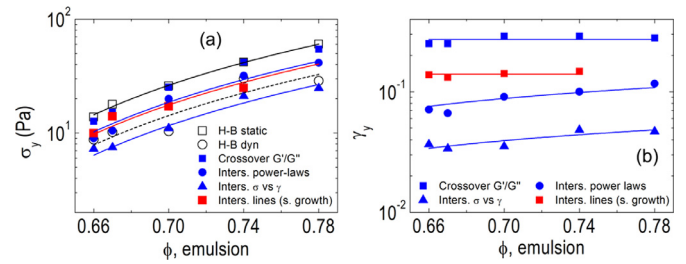 (a)
10²
10¹
σy (Pa)
H-B static
H-B dyn
Crossover G'/G"
Inters. power-laws
Inters. σ vs γ
Inters. lines (s. growth)
0.66 0.70 0.74 0.78
ϕ, emulsion
γy
10⁻¹
10⁻²
(b)
Crossover G'/G" Inters. power laws
Inters. σ vs γ Inters. lines (s. growth)
0.66 0.70 0.74 0.78
ϕ, emulsion